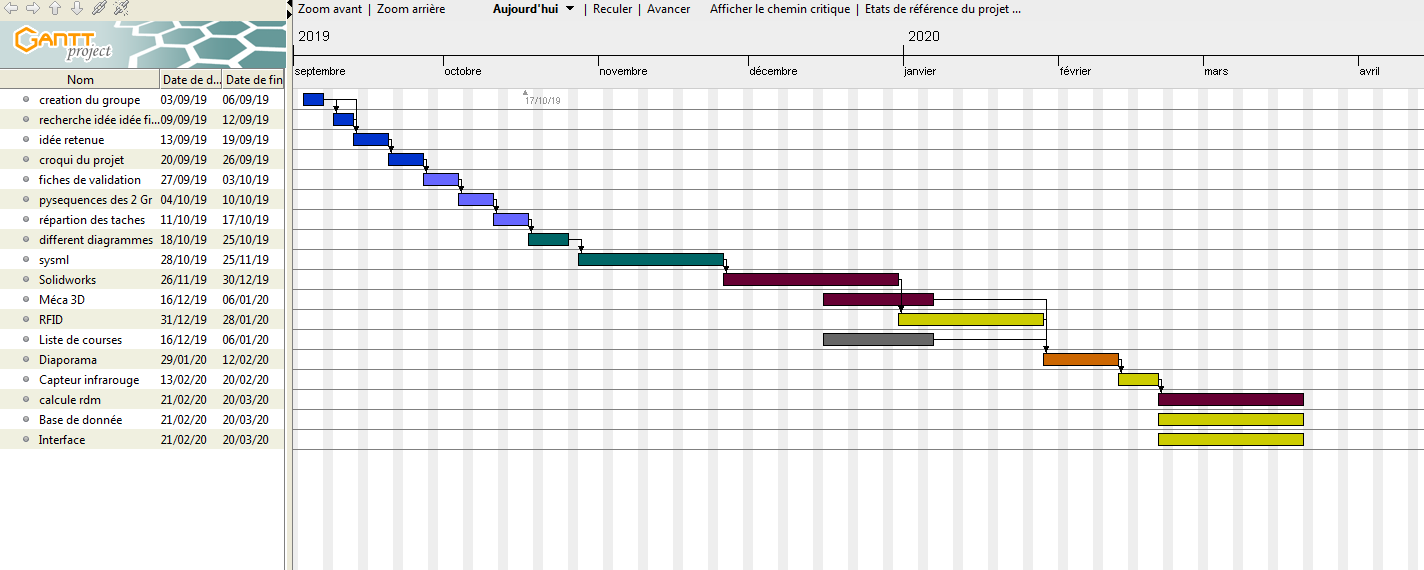 Zoom avant | Zoom arrière Aujourd'hui | Reculer | Avancer Afficher le chemin critique | Etats de référence du projet ...
GANTT project
2019 2020
septembre octobre novembre décembre janvier février mars avril
Nom Date de d... Date de fin
17/10/19
creation du groupe 03/09/19 06/09/19
recherche idée idée fi... 09/09/19 12/09/19
idée retenue 13/09/19 19/09/19
croqui du projet 20/09/19 26/09/19
fiches de validation 27/09/19 03/10/19
pysequences des 2 Gr 04/10/19 10/10/19
répartion des taches 11/10/19 17/10/19
different diagrammes 18/10/19 25/10/19
sysml 28/10/19 25/11/19
Solidworks 26/11/19 30/12/19
Méca 3D 16/12/19 06/01/20
RFID 31/12/19 28/01/20
Liste de courses 16/12/19 06/01/20
Diaporama 29/01/20 12/02/20
Capteur infrarouge 13/02/20 20/02/20
calcule rdm 21/02/20 20/03/20
Base de donnée 21/02/20 20/03/20
Interface 21/02/20 20/03/20